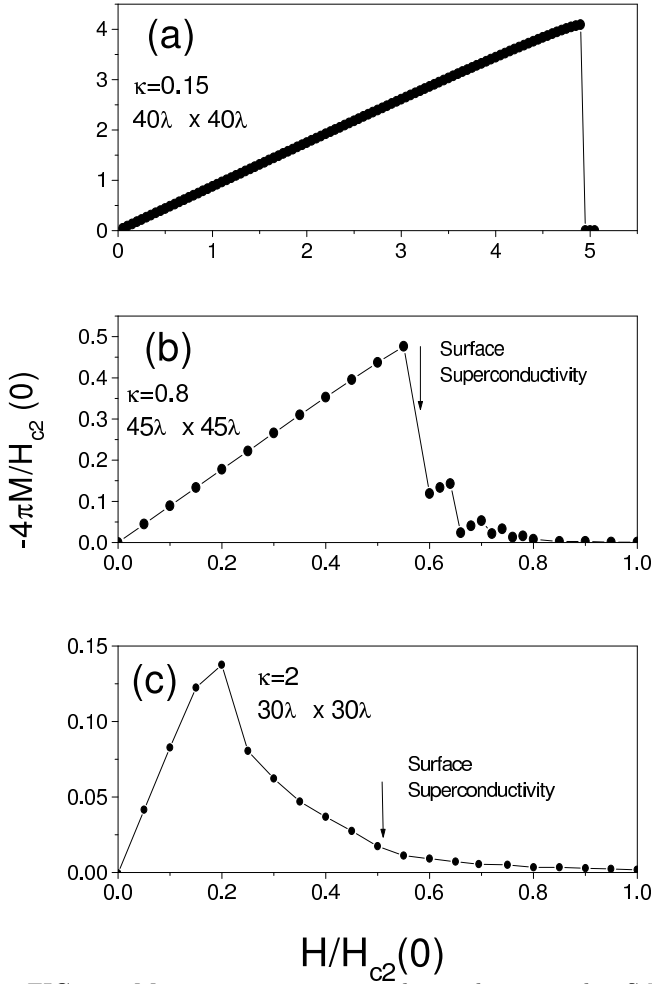 (a)
κ=0.15
40λ x 40λ
4
3
2
1
0
0 1 2 3 4 5
(b)
κ=0.8
45λ x 45λ
Surface
Superconductivity
0.5
0.4
0.3
0.2
0.1
0.0
0.0 0.2 0.4 0.6 0.8 1.0
-4πM/Hc2(0)
(c)
κ=2
30λ x 30λ
Surface
Superconductivity
0.15
0.10
0.05
0.00
0.0 0.2 0.4 0.6 0.8 1.0
H/Hc2(0)